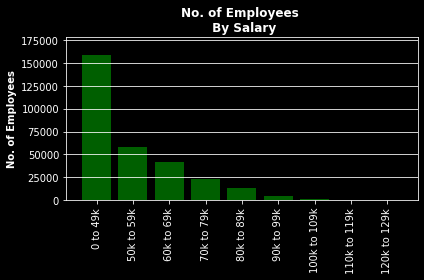 No. of Employees
By Salary
No. of Employees
175000
150000
125000
100000
75000
50000
25000
0
0 to 49k
50k to 59k
60k to 69k
70k to 79k
80k to 89k
90k to 99k
100k to 109k
110k to 119k
120k to 129k